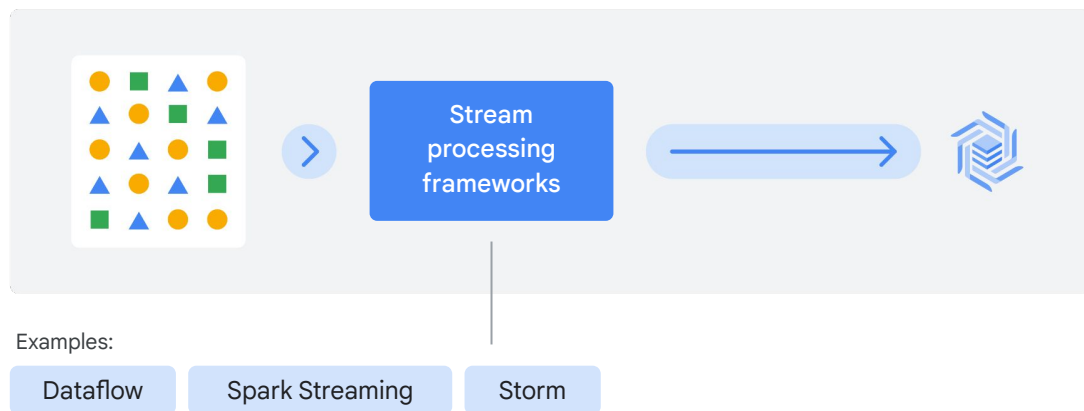 Stream
processing
frameworks
Examples:
Dataflow
Spark Streaming
Storm